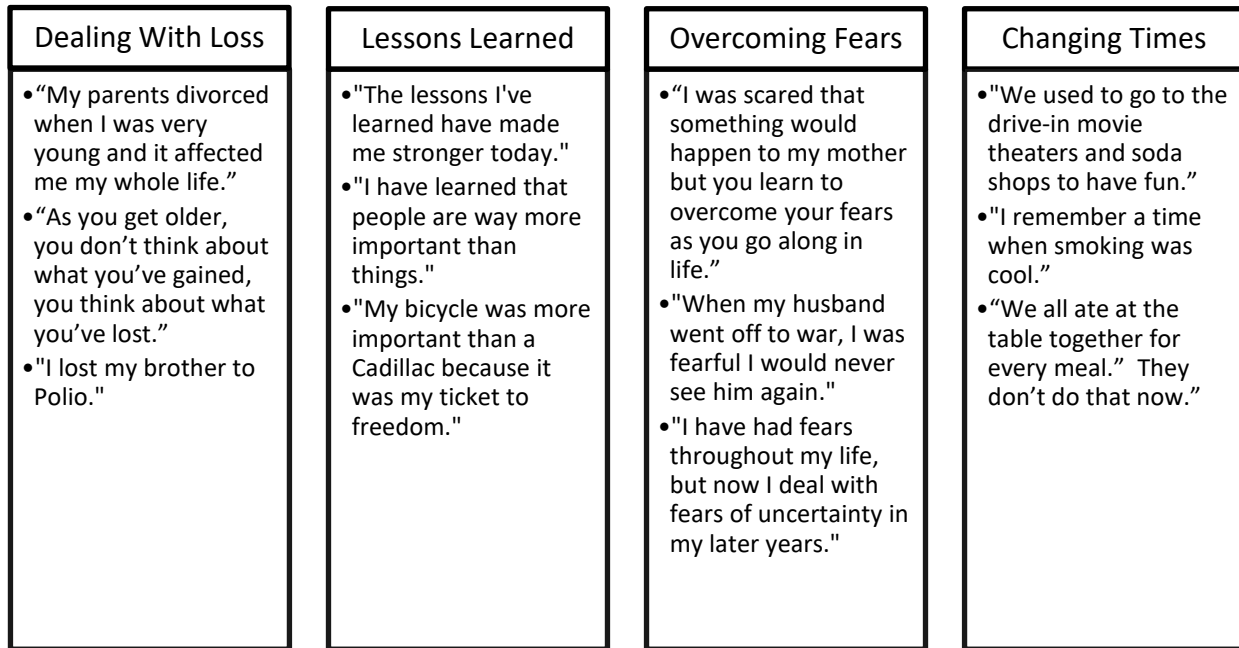 Dealing With Loss
•“My parents divorced
when I was very
young and it affected
me my whole life.”
•“As you get older,
you don’t think about
what you’ve gained,
you think about what
you’ve lost.”
•"I lost my brother to
Polio."
Lessons Learned
•"The lessons I've
learned have made
me stronger today."
•"I have learned that
people are way more
important than
things."
•"My bicycle was more
important than a
Cadillac because it
was my ticket to
freedom."
Overcoming Fears
•“I was scared that
something would
happen to my mother
but you learn to
overcome your fears
as you go along in
life.”
•"When my husband
went off to war, I was
fearful I would never
see him again."
•"I have had fears
throughout my life,
but now I deal with
fears of uncertainty in
my later years."
Changing Times
•"We used to go to the
drive-in movie
theaters and soda
shops to have fun.”
•"I remember a time
when smoking was
cool.”
•“We all ate at the
table together for
every meal.”  They
don’t do that now.”